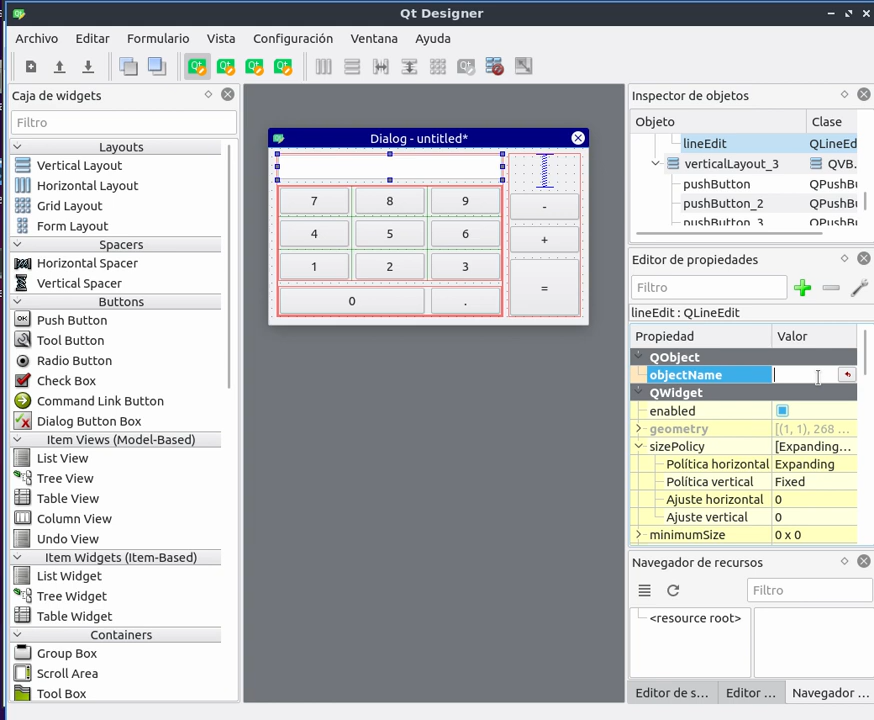 Qt Designer
Archivo Editar Formulario Vista Configuración Ventana Ayuda
Caja de widgets
Filtro
Layouts
Vertical Layout
Horizontal Layout
Grid Layout
Form Layout
Spacers
Horizontal Spacer
Vertical Spacer
Buttons
Push Button
Tool Button
Radio Button
Check Box
Command Link Button
Dialog Button Box
Item Views (Model-Based)
List View
Tree View
Table View
Column View
Undo View
Item Widgets (Item-Based)
List Widget
Tree Widget
Table Widget
Containers
Group Box
Scroll Area
Tool Box
Dialog - untitled*
7 8 9 -
4 5 6 +
1 2 3
0 . =
Inspector de objetos
Objeto Clase
lineEdit QLineEd
verticalLayout_3 QVB.
pushButton QPushBu
pushButton_2 QPushBu
pushButton_3 QPushBu
Editor de propiedades
Filtro
lineEdit : QLineEdit
Propiedad Valor
QObject
objectName
QWidget
enabled
geometry [(1, 1), 268 ...
sizePolicy [Expanding...
Política horizontal Expanding
Política vertical Fixed
Ajuste horizontal 0
Ajuste vertical 0
minimumSize 0 x 0
Navegador de recursos
Filtro
<resource root>
Editor de s... Editor ... Navegador ...